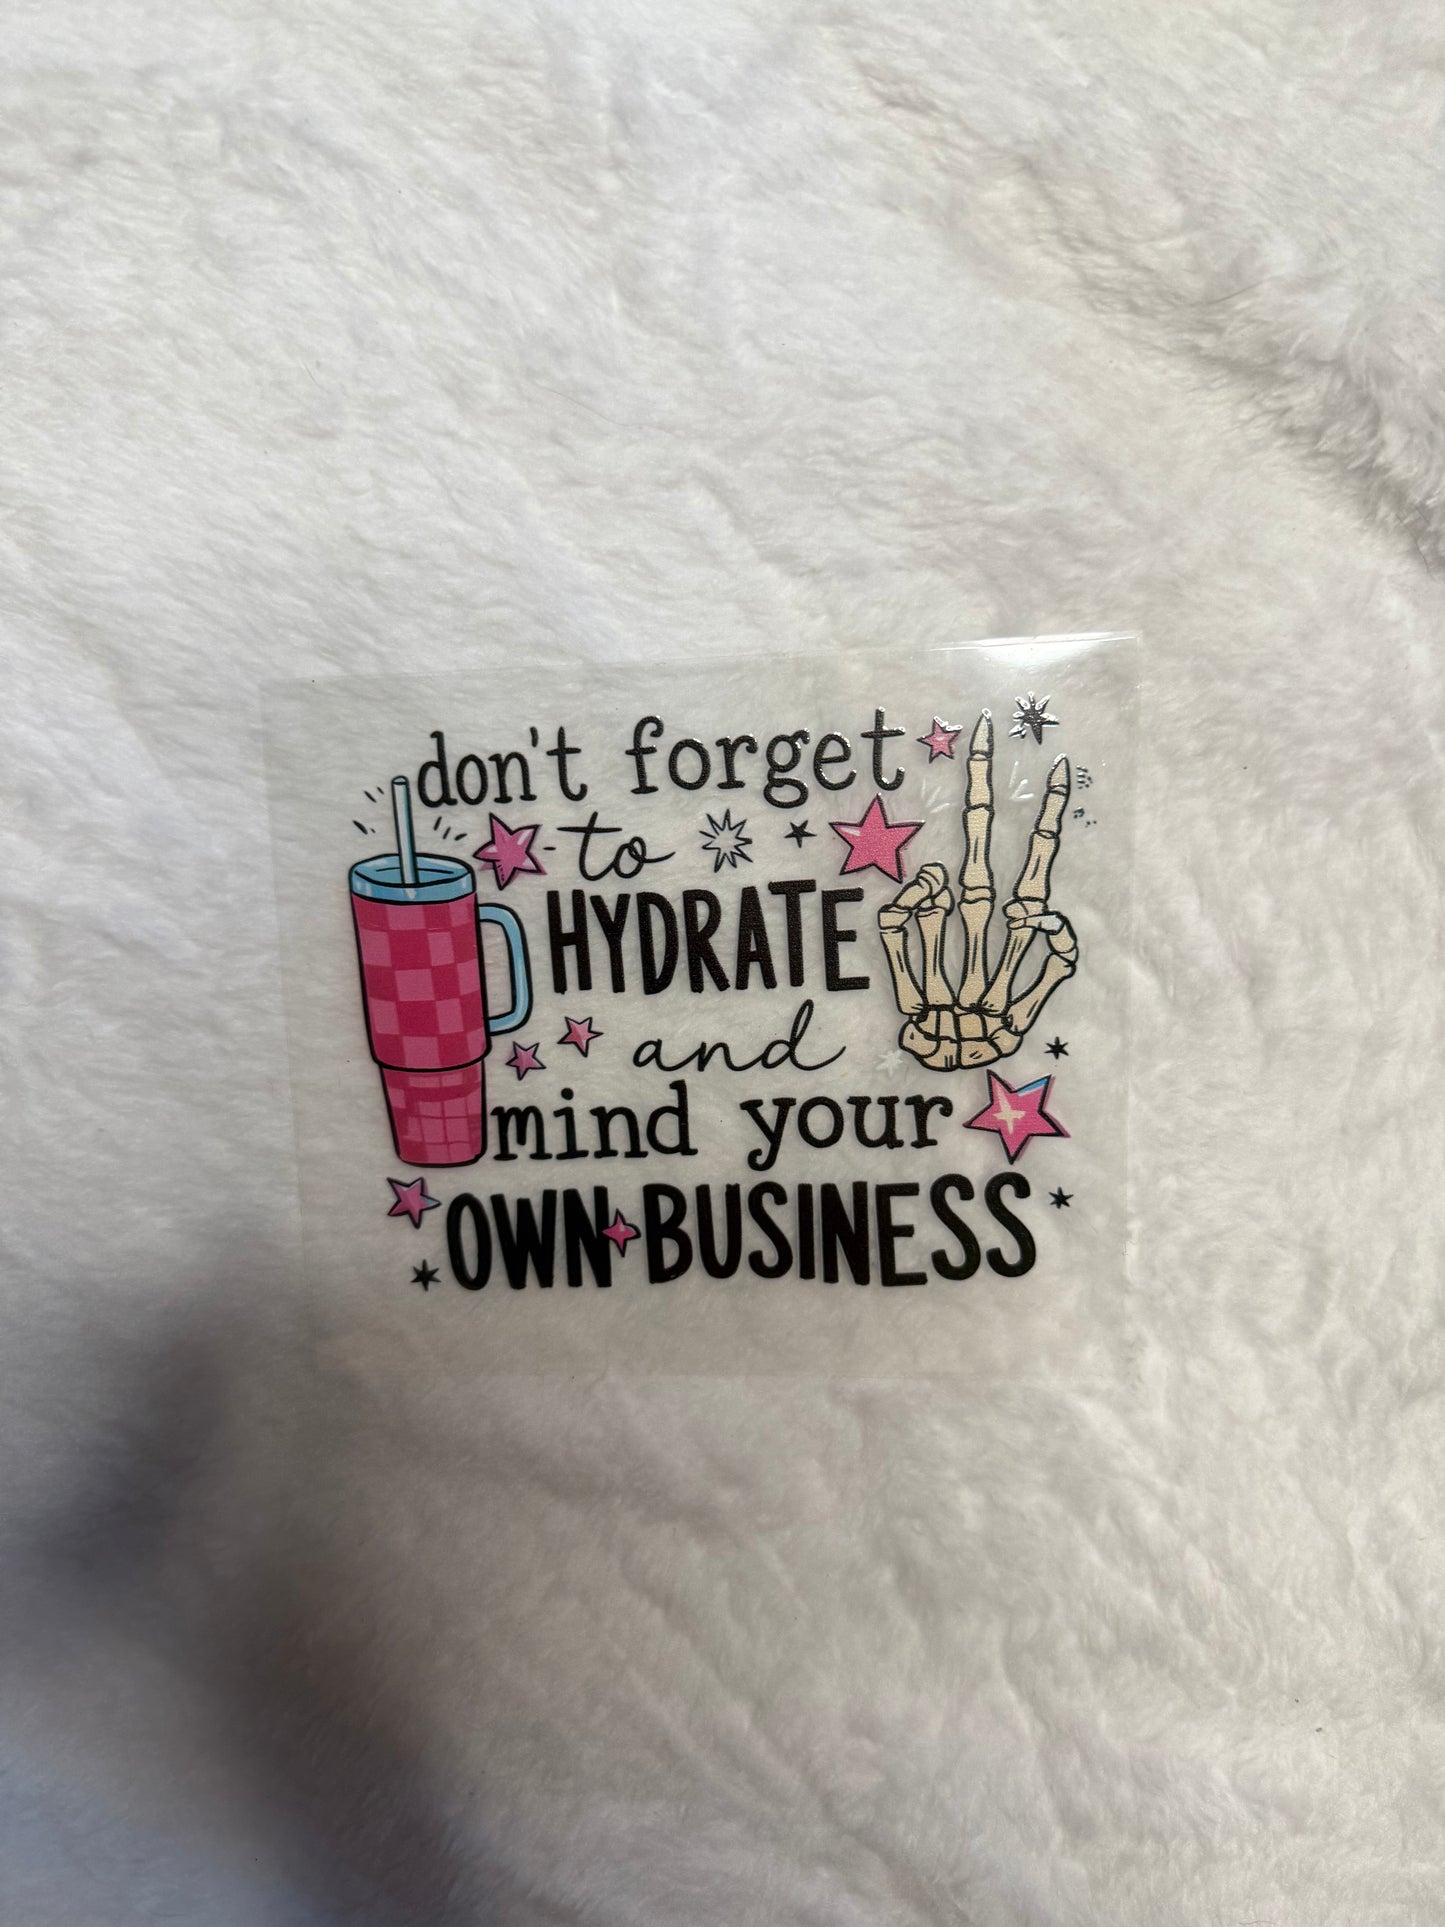 don't forget
to
HYDRATE
and
mind your
OWN BUSINESS